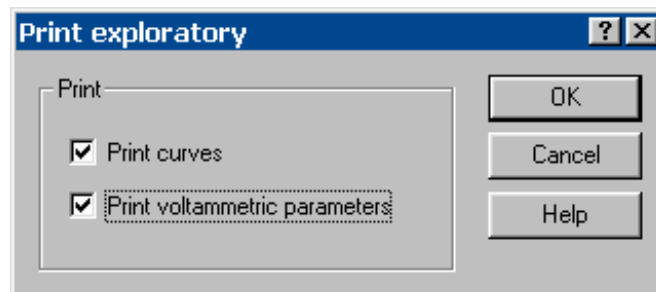 Print exploratory
?
Print
Print curves
Print voltammetric parameters
OK
Cancel
Help